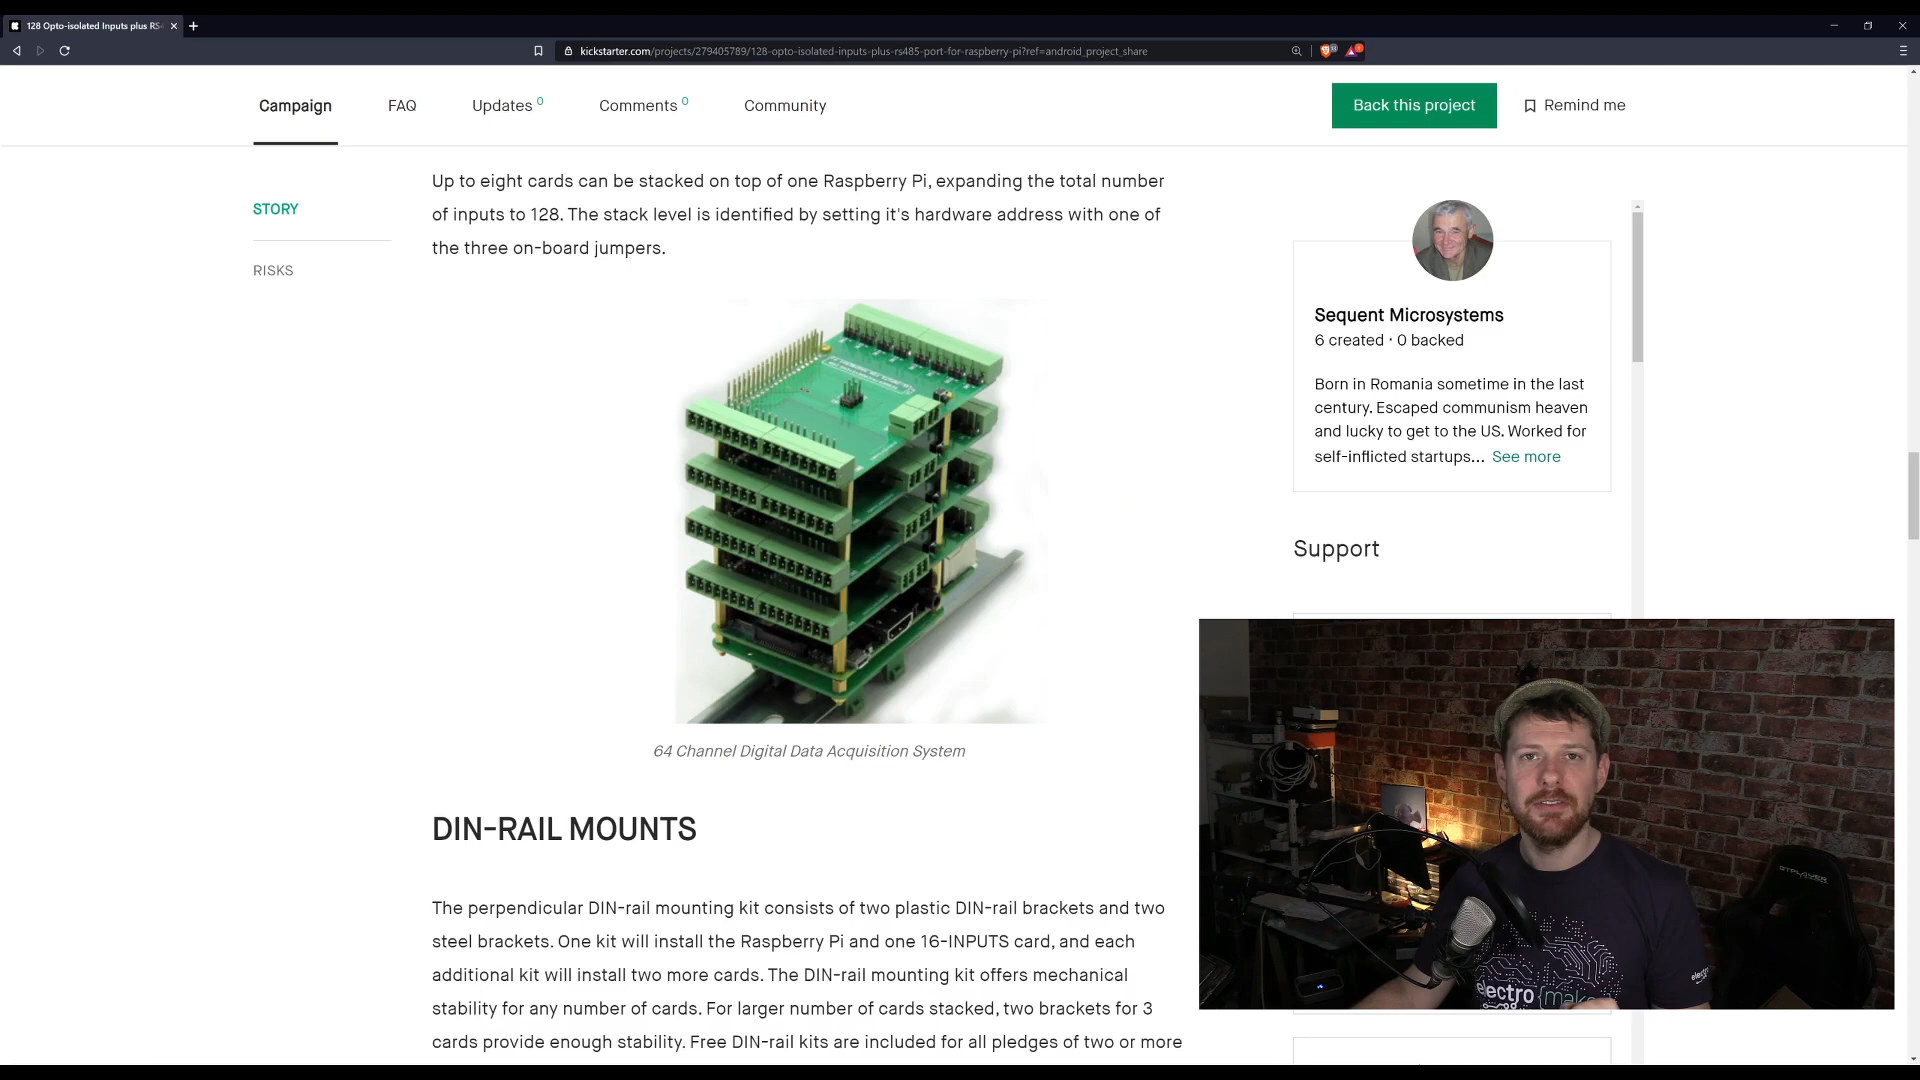 128 Opto-isolated Inputs plus RS4
kickstarter.com/projects/279405789/128-opto-isolated-inputs-plus-rs485-port-for-raspberry-pi?ref=android_project_share
Campaign
FAQ
Updates 0
Comments 0
Community
Back this project
Remind me
STORY
RISKS
Up to eight cards can be stacked on top of one Raspberry Pi, expanding the total number
of inputs to 128. The stack level is identified by setting it's hardware address with one of
the three on-board jumpers.
64 Channel Digital Data Acquisition System
DIN-RAIL MOUNTS
The perpendicular DIN-rail mounting kit consists of two plastic DIN-rail brackets and two
steel brackets. One kit will install the Raspberry Pi and one 16-INPUTS card, and each
additional kit will install two more cards. The DIN-rail mounting kit offers mechanical
stability for any number of cards. For larger number of cards stacked, two brackets for 3
cards provide enough stability. Free DIN-rail kits are included for all pledges of two or more
Sequent Microsystems
6 created · 0 backed
Born in Romania sometime in the last
century. Escaped communism heaven
and lucky to get to the US. Worked for
self-inflicted startups... See more
Support
GTPLAYER
electro
electro{make